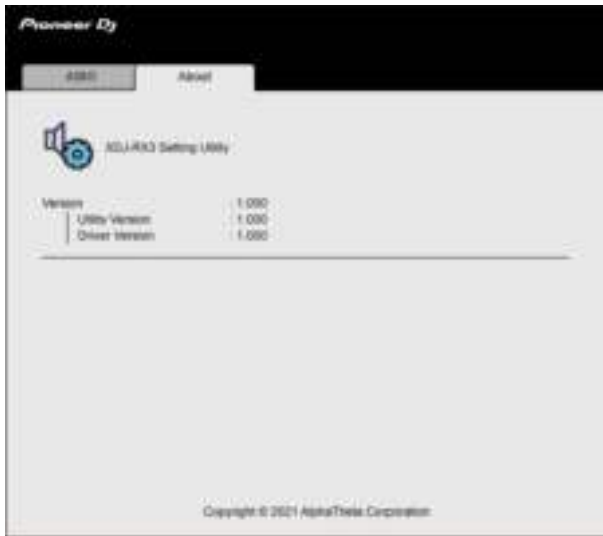 Pioneer Dj
ASIO About
XDJ-RX3 Setting Utility
Version : 1.000
Utility Version : 1.000
Driver Version : 1.000
Copyright © 2021 AlphaTheta Corporation